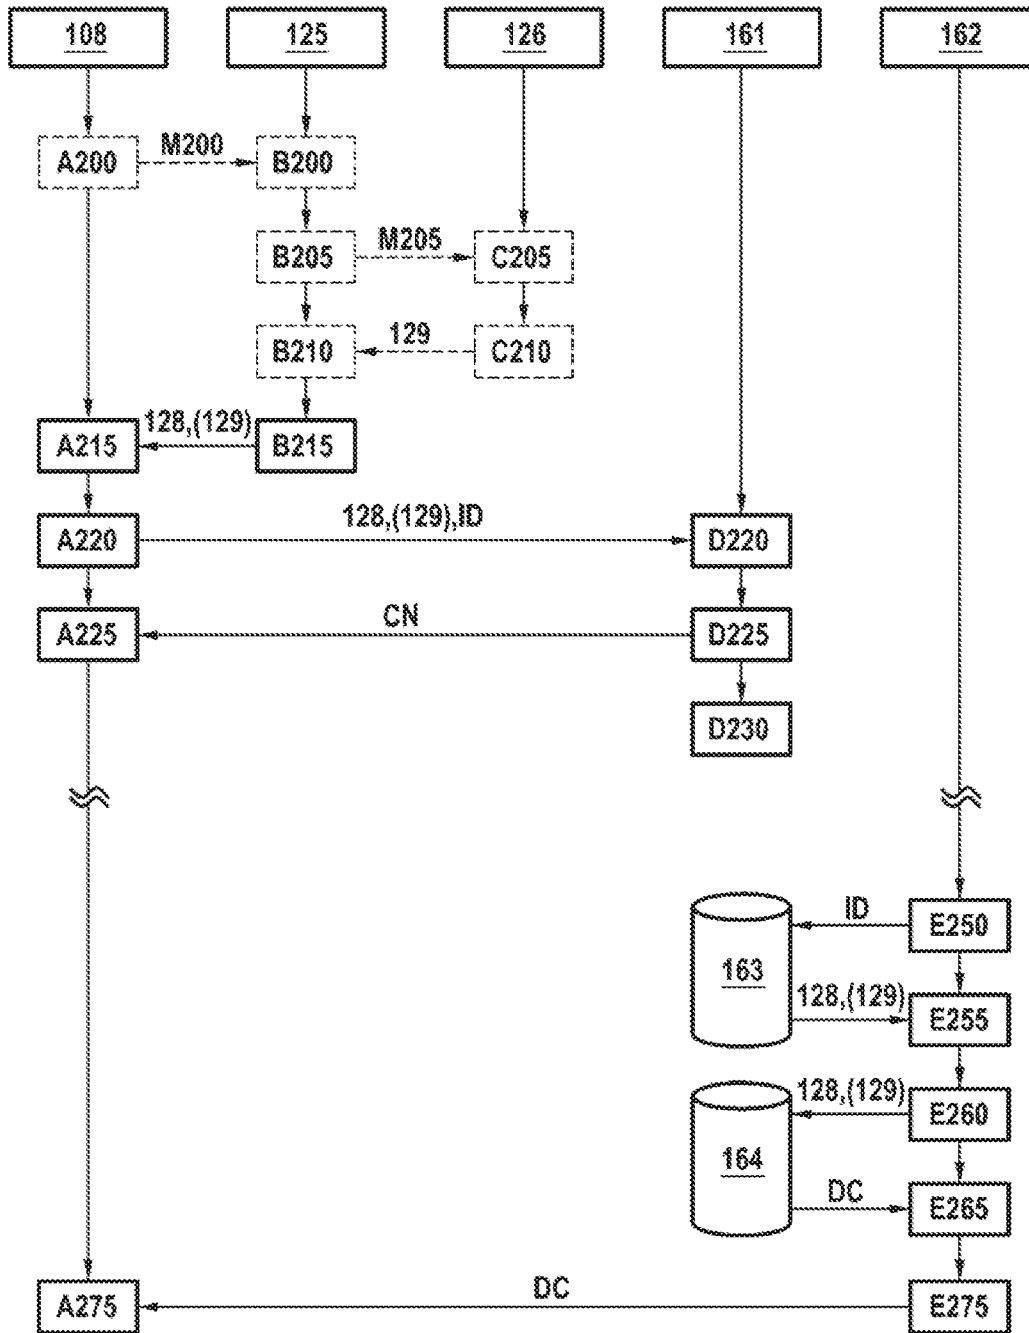 108 125 126 161 162
A200 M200 B200
B205 M205 C205
B210 129 C210
A215 128,(129) B215
A220 128,(129),ID D220
A225 CN D225
D230
ID E250
163
128,(129) E255
128,(129) E260
164
DC E265
A275 DC E275